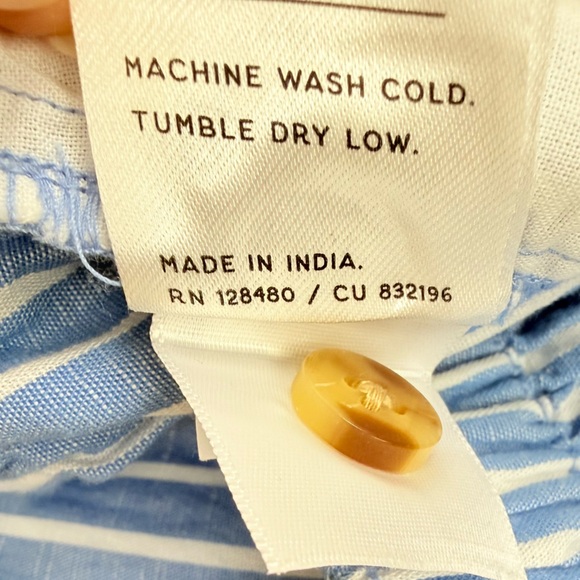 MACHINE WASH COLD.
TUMBLE DRY LOW.
MADE IN INDIA.
RN 128480 / CU 832196